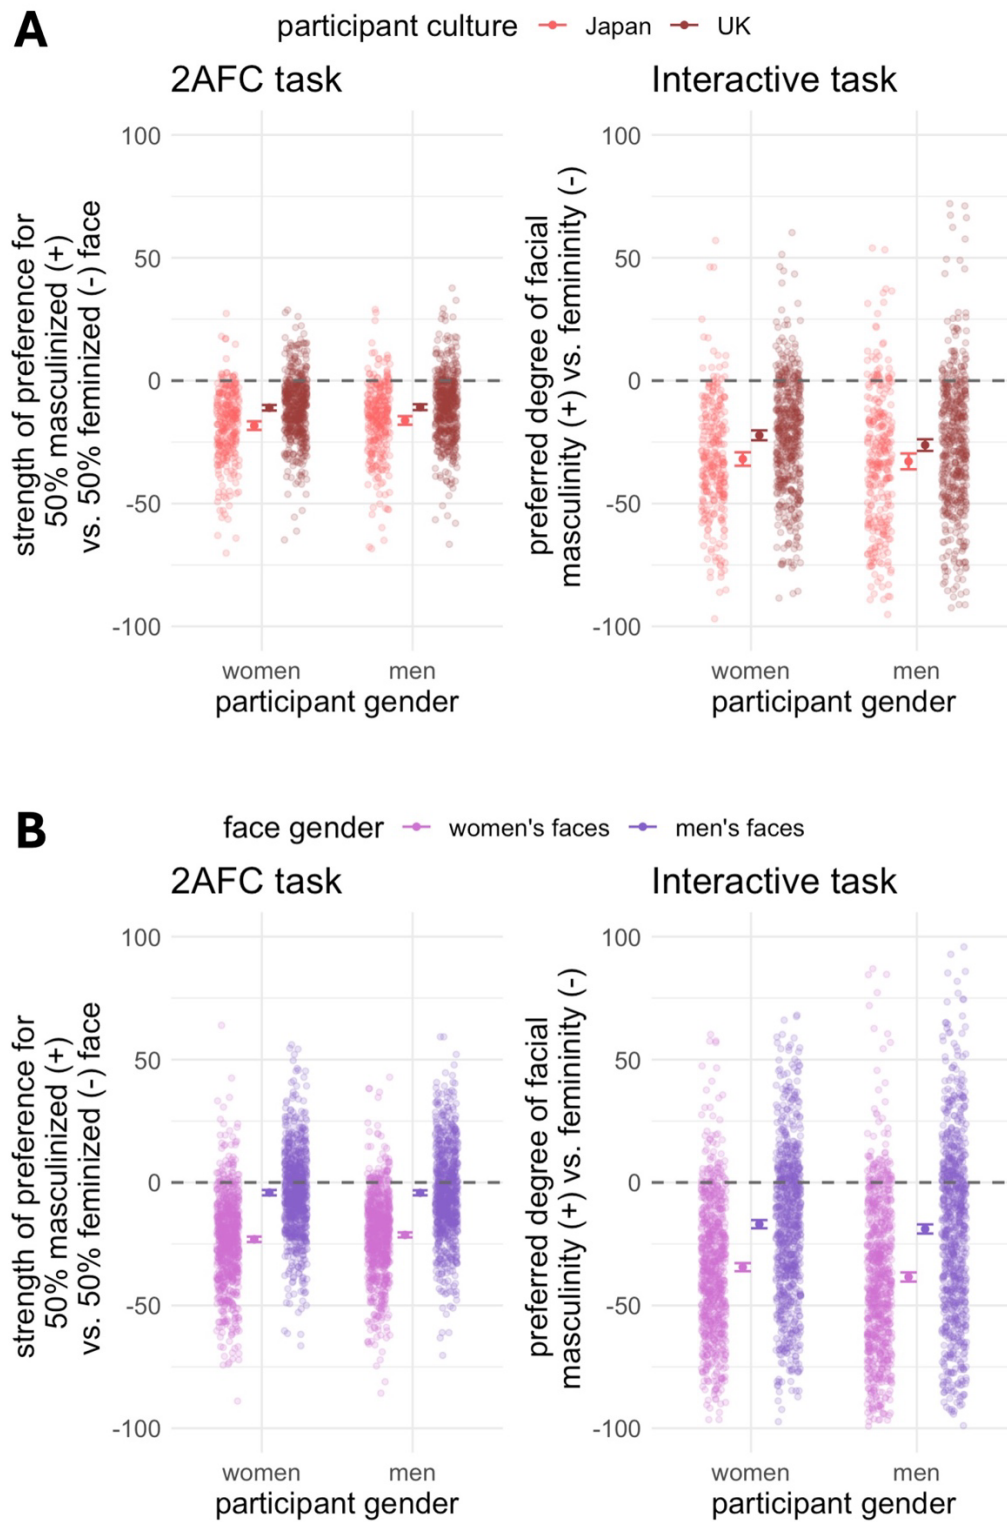 A
participant culture Japan UK
2AFC task
Interactive task
strength of preference for
50% masculinized (+)
vs. 50% feminized (-) face
100
50
0
-50
-100
women men
participant gender
preferred degree of facial
masculinity (+) vs. femininity (-)
100
50
0
-50
-100
women men
participant gender
B
face gender women's faces men's faces
2AFC task
Interactive task
strength of preference for
50% masculinized (+)
vs. 50% feminized (-) face
100
50
0
-50
-100
women men
participant gender
preferred degree of facial
masculinity (+) vs. femininity (-)
100
50
0
-50
-100
women men
participant gender